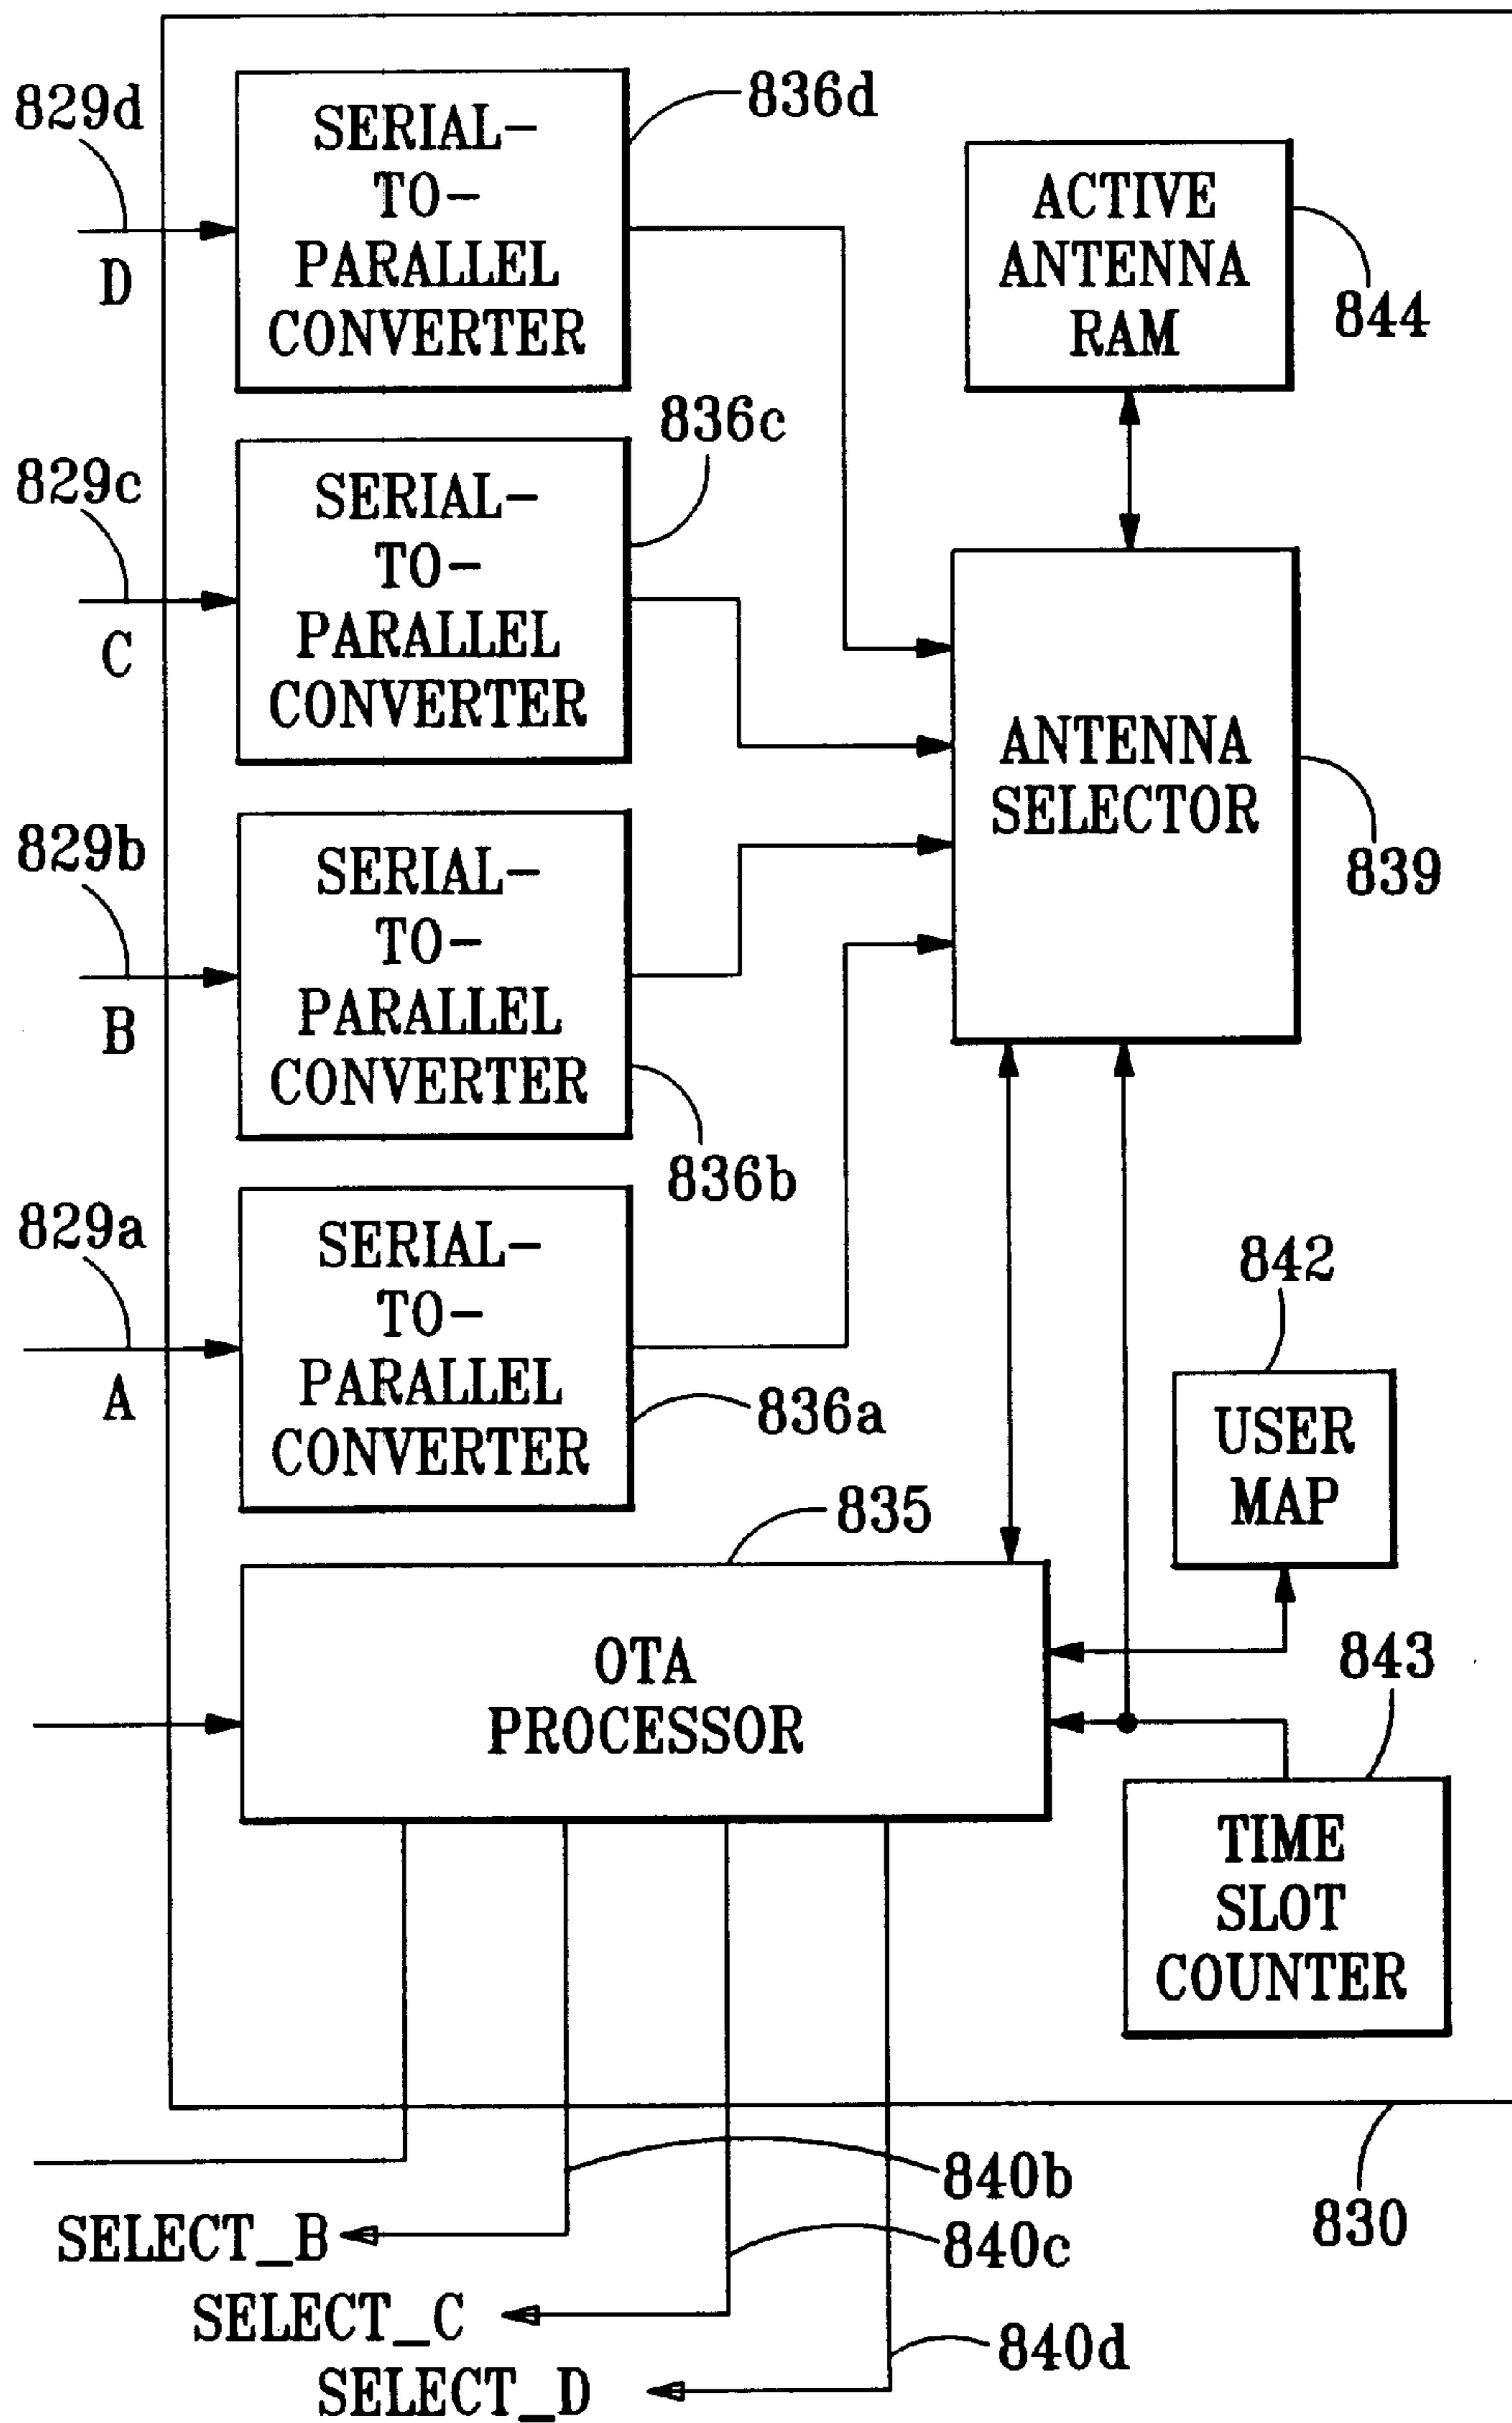 829d
SERIAL-
TO-
PARALLEL
CONVERTER
836d
D
ACTIVE
ANTENNA
RAM
844
829c
SERIAL-
TO-
PARALLEL
CONVERTER
836c
C
ANTENNA
SELECTOR
839
829b
SERIAL-
TO-
PARALLEL
CONVERTER
836b
B
829a
SERIAL-
TO-
PARALLEL
CONVERTER
836a
A
842
USER
MAP
835
OTA
PROCESSOR
843
TIME
SLOT
COUNTER
840b
830
SELECT_B
840c
SELECT_C
840d
SELECT_D